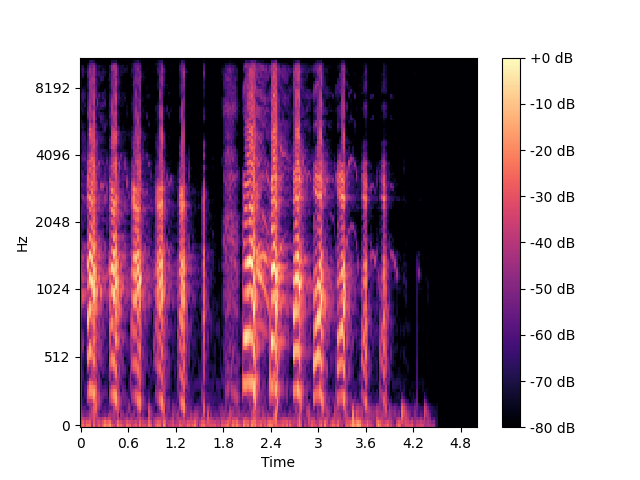 +0 dB
8192
-10 dB
4096
-20 dB
-30 dB
2048
Hz
-40 dB
1024
-50 dB
512
-60 dB
-70 dB
0
-80 dB
0 0.6 1.2 1.8 2.4 3 3.6 4.2 4.8
Time